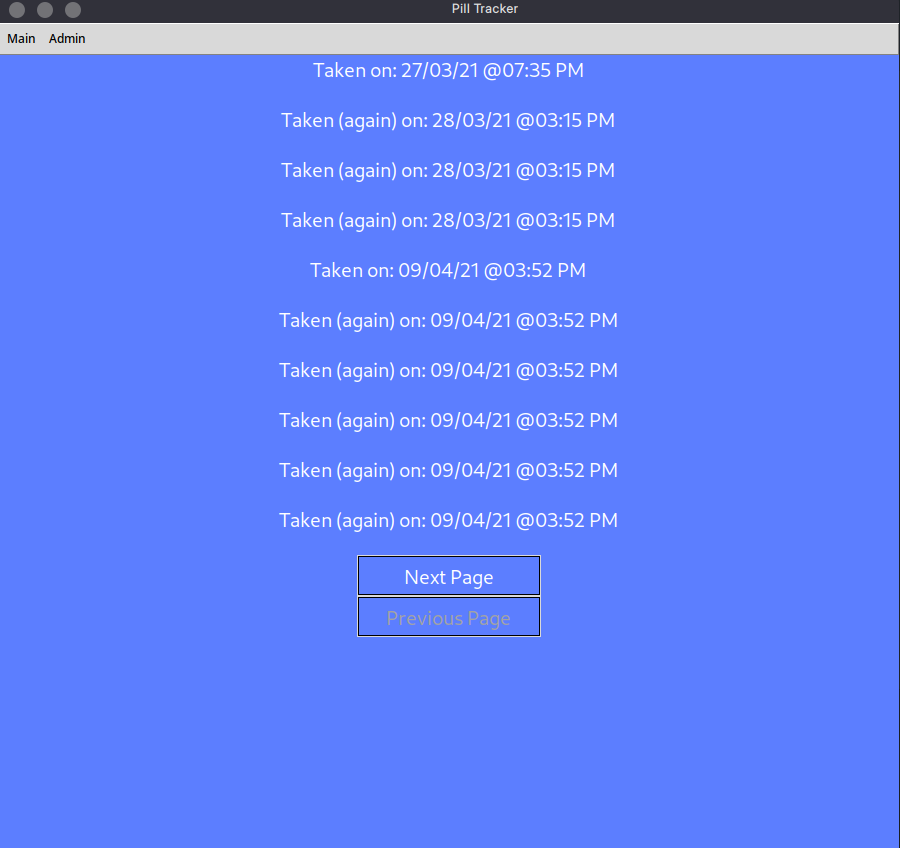 Pill Tracker
Main Admin
Taken on: 27/03/21 @07:35 PM
Taken (again) on: 28/03/21 @03:15 PM
Taken (again) on: 28/03/21 @03:15 PM
Taken (again) on: 28/03/21 @03:15 PM
Taken on: 09/04/21 @03:52 PM
Taken (again) on: 09/04/21 @03:52 PM
Taken (again) on: 09/04/21 @03:52 PM
Taken (again) on: 09/04/21 @03:52 PM
Taken (again) on: 09/04/21 @03:52 PM
Taken (again) on: 09/04/21 @03:52 PM
Next Page
Previous Page